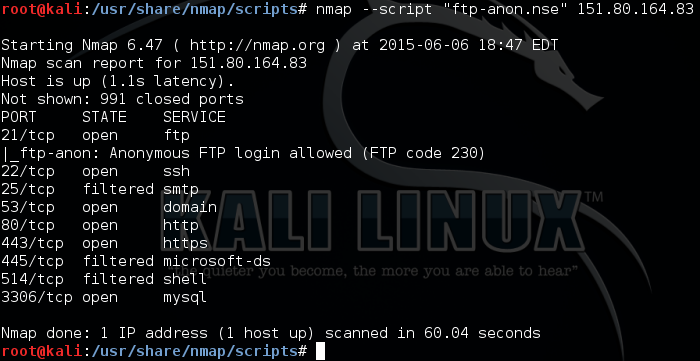 root@kali:/usr/share/nmap/scripts# nmap --script "ftp-anon.nse" 151.80.164.83
Starting Nmap 6.47 ( http://nmap.org ) at 2015-06-06 18:47 EDT
Nmap scan report for 151.80.164.83
Host is up (1.1s latency).
Not shown: 991 closed ports
PORT     STATE    SERVICE
21/tcp   open     ftp
|_ftp-anon: Anonymous FTP login allowed (FTP code 230)
22/tcp   open     ssh
25/tcp   filtered smtp
53/tcp   open     domain
80/tcp   open     http
443/tcp  open     https
445/tcp  filtered microsoft-ds
514/tcp  filtered shell
3306/tcp open     mysql
KALI LINUX™
"the quieter you become, the more you are able to hear"
Nmap done: 1 IP address (1 host up) scanned in 60.04 seconds
root@kali:/usr/share/nmap/scripts#